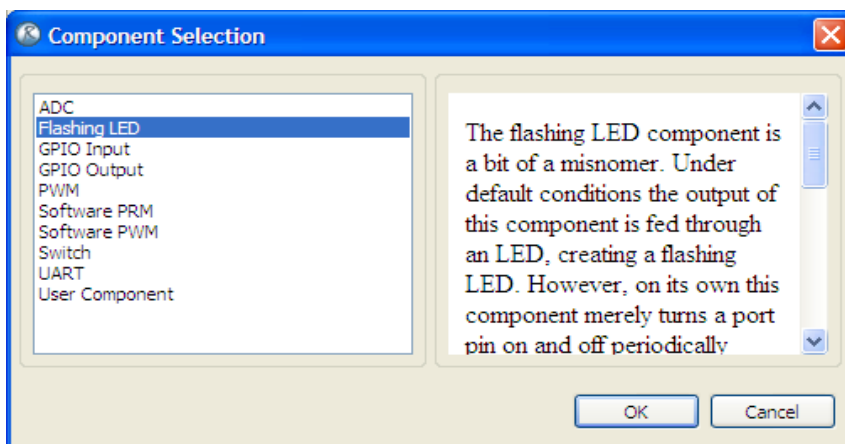 Component Selection
ADC
Flashing LED
GPIO Input
GPIO Output
PWM
Software PRM
Software PWM
Switch
UART
User Component
The flashing LED component is
a bit of a misnomer. Under
default conditions the output of
this component is fed through
an LED, creating a flashing
LED. However, on its own this
component merely turns a port
pin on and off periodically
OK
Cancel